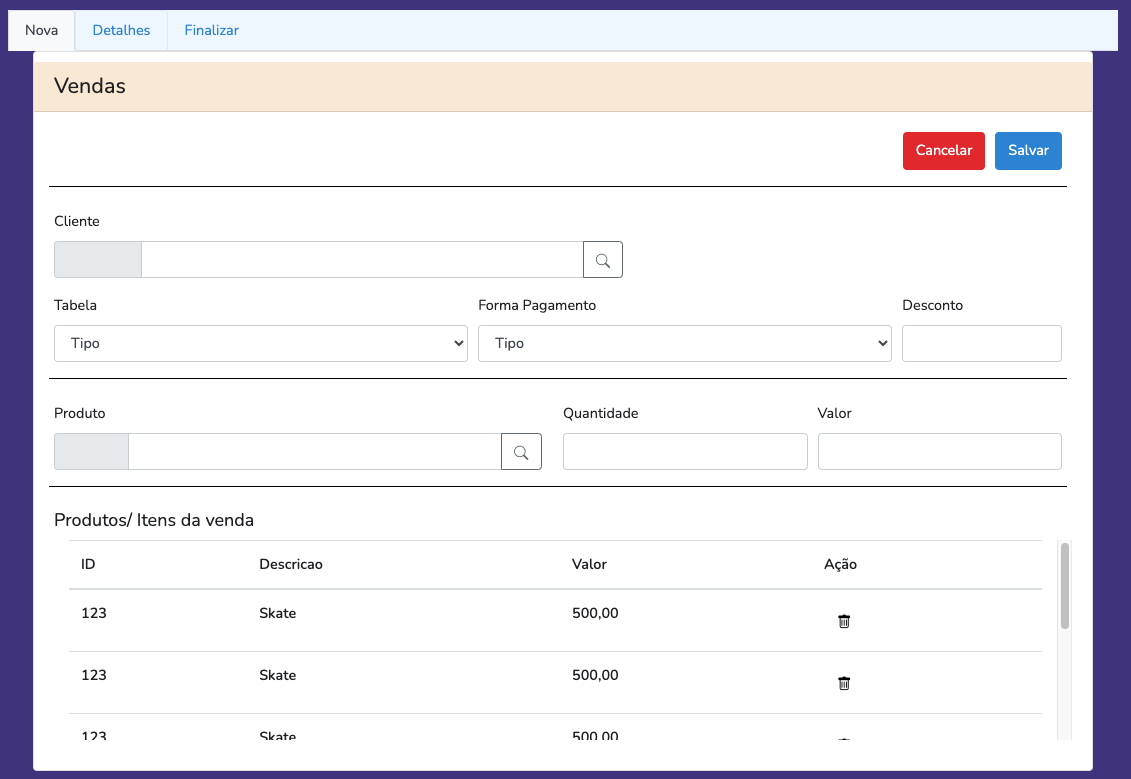 Nova Detalhes Finalizar
Vendas
Cancelar Salvar
Cliente
Tabela Forma Pagamento Desconto
Tipo Tipo
Produto Quantidade Valor
Produtos/ Itens da venda
ID Descricao Valor Ação
123 Skate 500,00
123 Skate 500,00
123 Skate 500,00